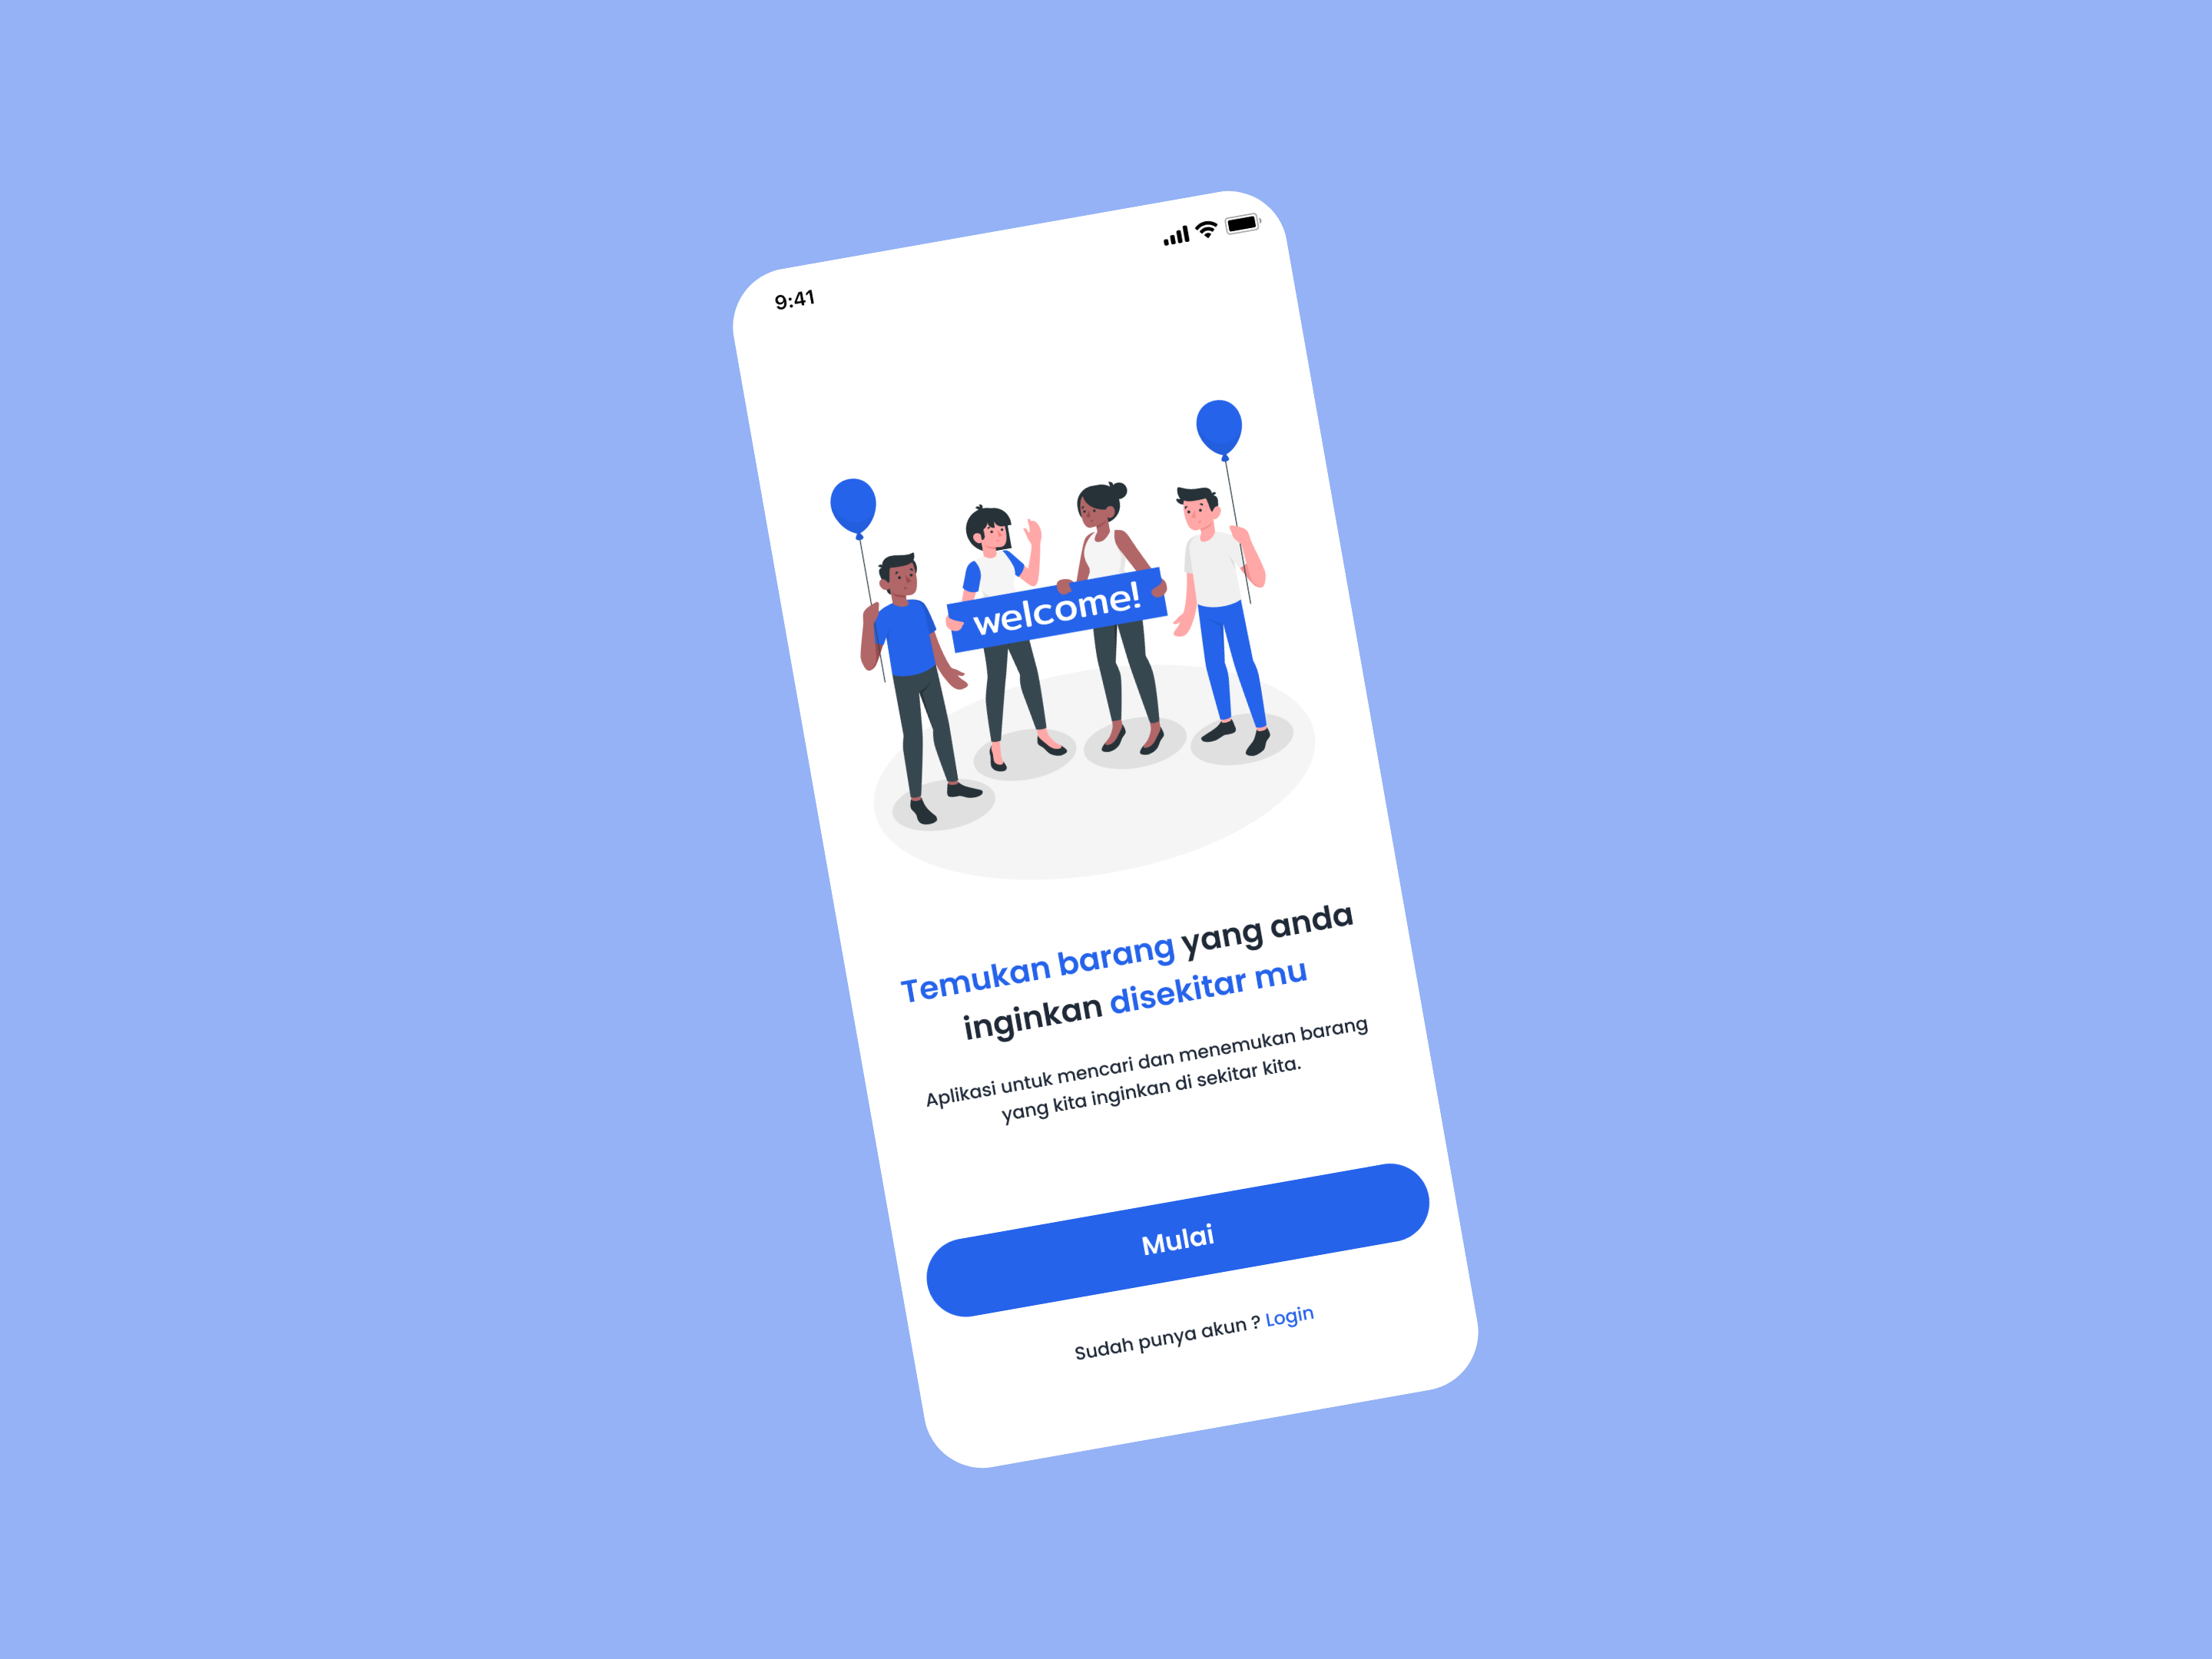 9:41
welcome!
Temukan barang yang anda
inginkan disekitar mu
Aplikasi untuk mencari dan menemukan barang
yang kita inginkan di sekitar kita.
Mulai
Sudah punya akun ? Login